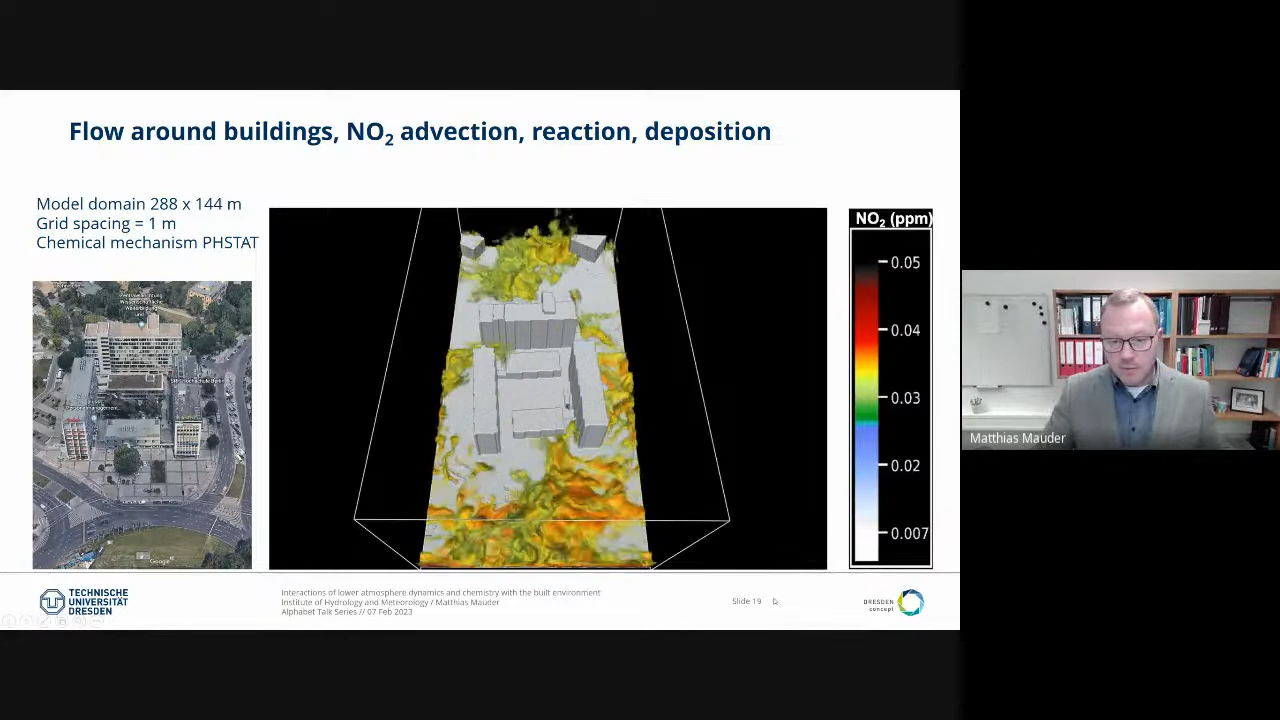 Flow around buildings, NO2 advection, reaction, deposition
Model domain 288 x 144 m
Grid spacing = 1 m
Chemical mechanism PHSTAT
Google
NO2 (ppm)
0.05
0.04
0.03
0.02
0.007
Matthias Mauder
TECHNISCHE
UNIVERSITÄT
DRESDEN
Interactions of lower atmosphere dynamics and chemistry with the built environment
Institute of Hydrology and Meteorology / Matthias Mauder
Alphabet Talk Series // 07 Feb 2023
Slide 19
DRESDEN
concept